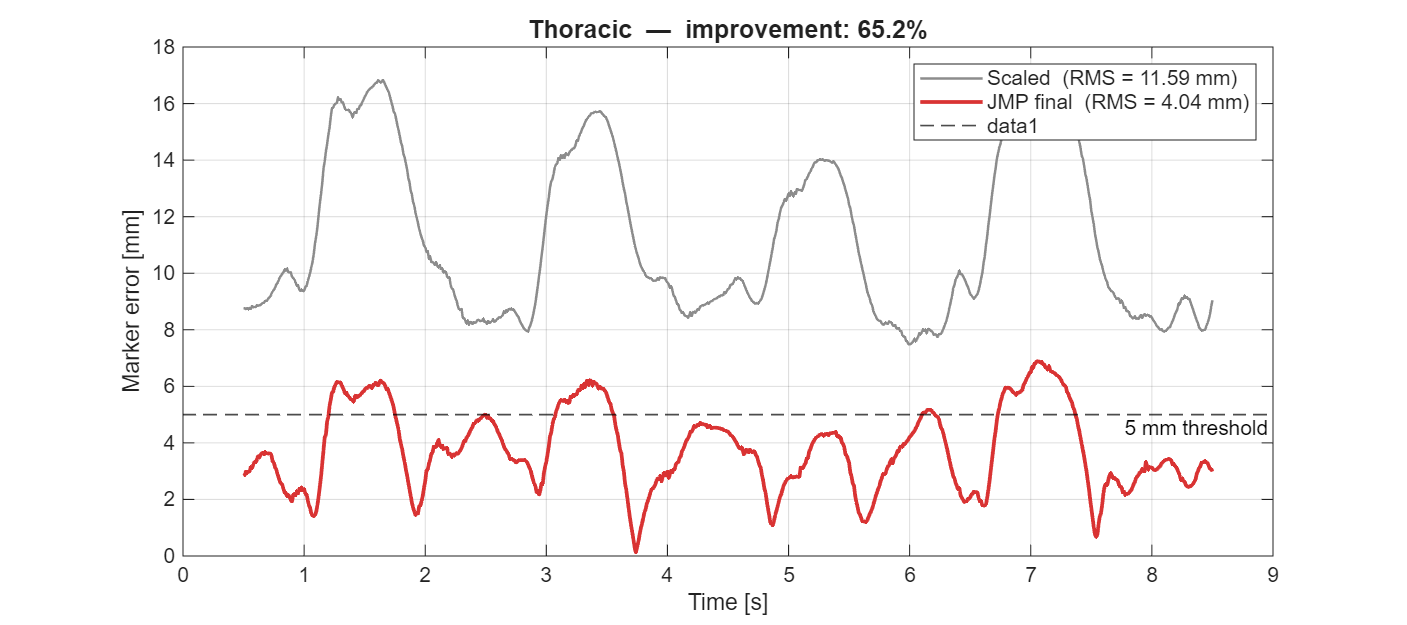 Thoracic — improvement: 65.2%
18
16
14
12
10
8
6
4
2
0
Marker error [mm]
Scaled (RMS = 11.59 mm)
JMP final (RMS = 4.04 mm)
data1
5 mm threshold
0 1 2 3 4 5 6 7 8 9
Time [s]